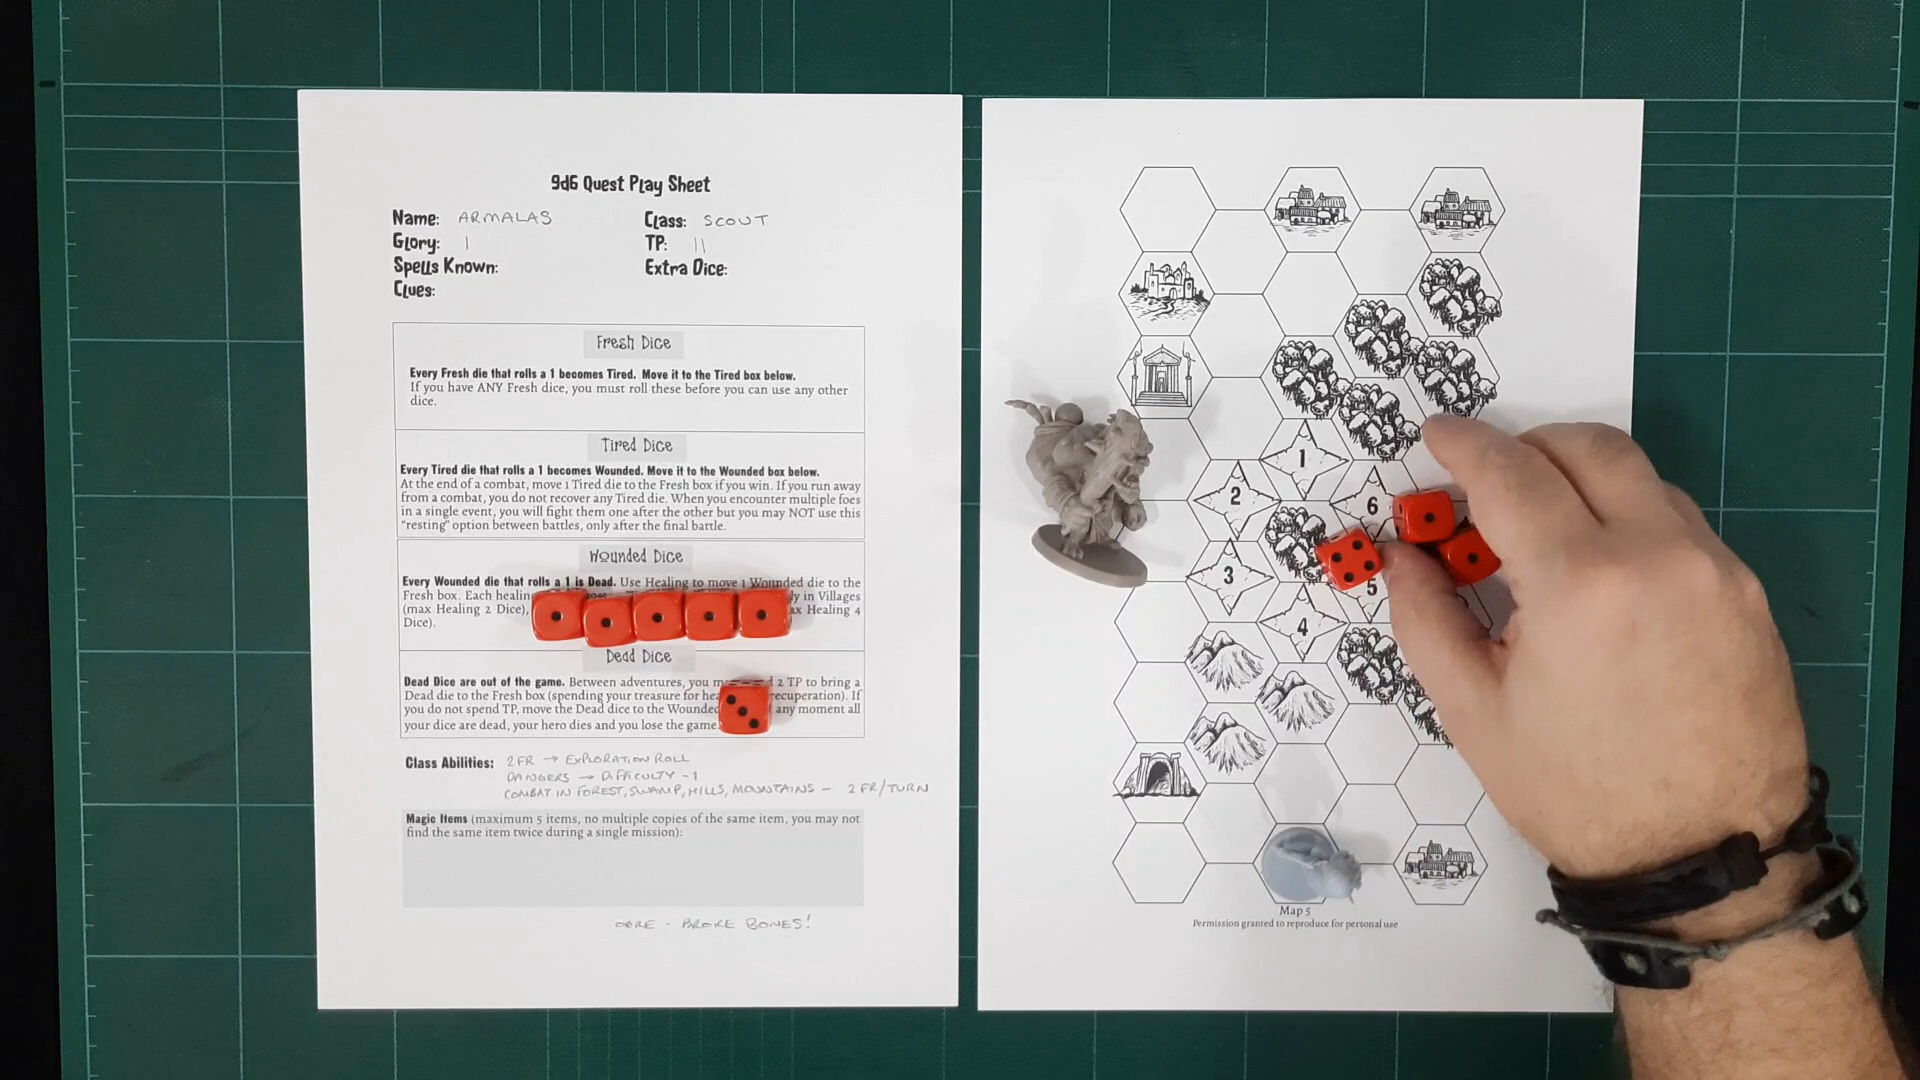 9d6 Quest Play Sheet
Name: ARMALAS
Class: SCOUT
Glory: 1
TP: 11
Spells Known:
Extra Dice:
Clues:
Fresh Dice
Every Fresh die that rolls a 1 becomes Tired. Move it to the Tired box below.
If you have ANY Fresh dice, you must roll these before you can use any other
dice.
Tired Dice
Every Tired die that rolls a 1 becomes Wounded. Move it to the Wounded box below.
At the end of a combat, move 1 Tired die to the Fresh box if you win. If you run away
from a combat, you do not recover any Tired die. When you encounter multiple foes
in a single event, you will fight them one after the other but you may NOT use this
"resting" option between battles, only after the final battle.
Wounded Dice
Every Wounded die that rolls a 1 is Dead. Use Healing to move 1 Wounded die to the
Fresh box. Each in Villages
(max Healing 2 Dice), Healing 4
Dice).
Dead Dice
Dead Dice are out of the game. Between adventures, you 2 TP to bring a
Dead die to the Fresh box (spending your treasure for recuperation). If
you do not spend TP, move the Dead dice to the any moment all
your dice are dead, your hero dies and you lose the game.
Class Abilities: 2FR → EXPLORATION ROLL
DANGERS → DIFFICULTY -1
COMBAT IN FOREST, SWAMP, HILLS, MOUNTAINS - 2 FR/TURN
Magic Items (maximum 5 items, no multiple copies of the same item, you may not
find the same item twice during a single mission):
OGRE - BROKE BONES!
1
2
6
3
5
4
Map 5
Permission granted to reproduce for personal use